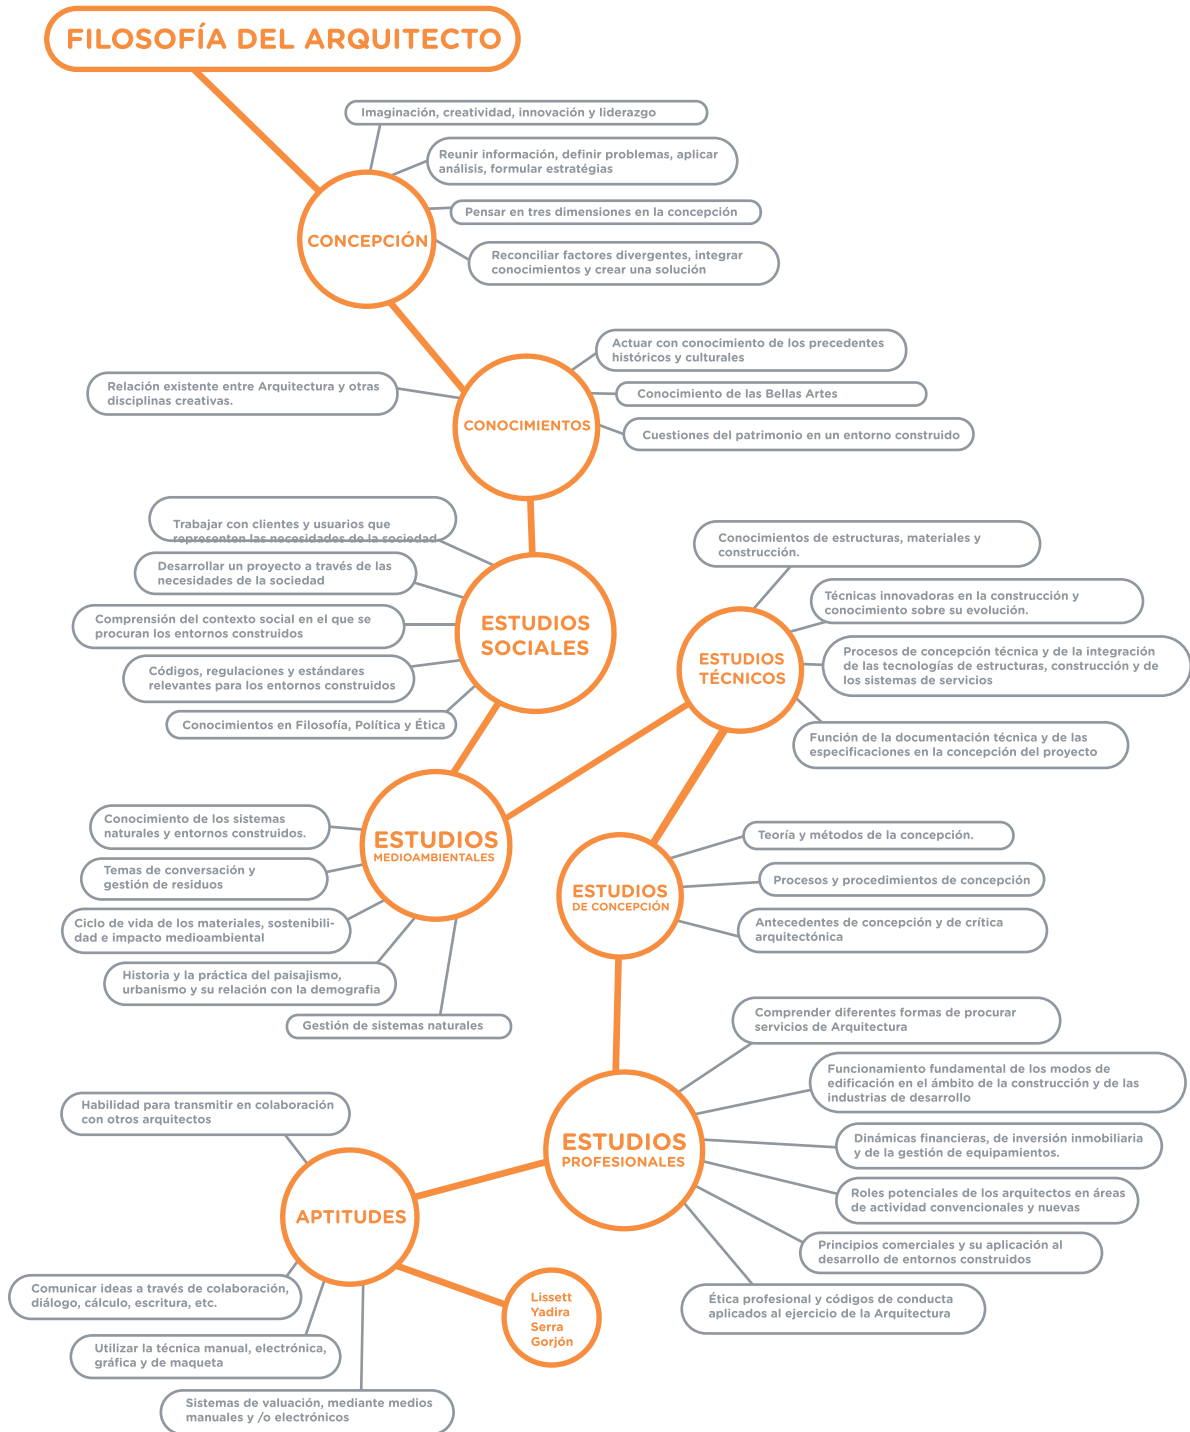 FILOSOFÍA DEL ARQUITECTO
Imaginación, creatividad, innovación y liderazgo
Reunir información, definir problemas, aplicar
análisis, formular estratégias
CONCEPCIÓN
Pensar en tres dimensiones en la concepción
Reconciliar factores divergentes, integrar
conocimientos y crear una solución
Actuar con conocimiento de los precedentes
históricos y culturales
Relación existente entre Arquitectura y otras
disciplinas creativas.
Conocimiento de las Bellas Artes
CONOCIMIENTOS
Cuestiones del patrimonio en un entorno construido
Trabajar con clientes y usuarios que
representen las necesidades de la sociedad
Desarrollar un proyecto a través de las
necesidades de la sociedad
Comprensión del contexto social en el que se
procuran los entornos construidos
Códigos, regulaciones y estándares
relevantes para los entornos construidos
Conocimientos en Filosofía, Política y Ética
ESTUDIOS
SOCIALES
Conocimientos de estructuras, materiales y
construcción.
Técnicas innovadoras en la construcción y
conocimiento sobre su evolución.
Procesos de concepción técnica y de la integración
de las tecnologías de estructuras, construcción y de
los sistemas de servicios
Función de la documentación técnica y de las
especificaciones en la concepción del proyecto
ESTUDIOS
TÉCNICOS
Conocimiento de los sistemas
naturales y entornos construidos.
Temas de conversación y
gestión de residuos
Ciclo de vida de los materiales, sostenibili-
dad e impacto medioambiental
Historia y la práctica del paisajismo,
urbanismo y su relación con la demografia
Gestión de sistemas naturales
ESTUDIOS
MEDIOAMBIENTALES
Teoría y métodos de la concepción.
Procesos y procedimientos de concepción
Antecedentes de concepción y de crítica
arquitectónica
ESTUDIOS
DE CONCEPCIÓN
Comprender diferentes formas de procurar
servicios de Arquitectura
Funcionamiento fundamental de los modos de
edificación en el ámbito de la construcción y de las
industrias de desarrollo
Dinámicas financieras, de inversión inmobiliaria
y de la gestión de equipamientos.
Roles potenciales de los arquitectos en áreas
de actividad convencionales y nuevas
Principios comerciales y su aplicación al
desarrollo de entornos construidos
Ética profesional y códigos de conducta
aplicados al ejercicio de la Arquitectura
ESTUDIOS
PROFESIONALES
Habilidad para transmitir en colaboración
con otros arquitectos
APTITUDES
Comunicar ideas a través de colaboración,
diálogo, cálculo, escritura, etc.
Utilizar la técnica manual, electrónica,
gráfica y de maqueta
Sistemas de valuación, mediante medios
manuales y /o electrónicos
Lissett
Yadira
Serra
Gorjón